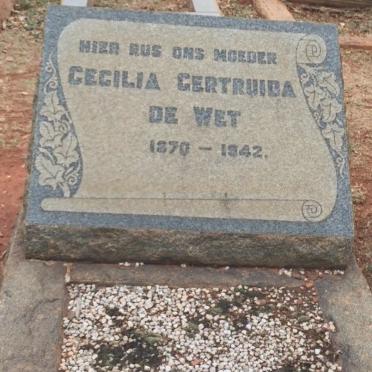 HIER RUS ONS MOEDER
CECILIA GERTRUIDA
DE WET
1870 – 1942.